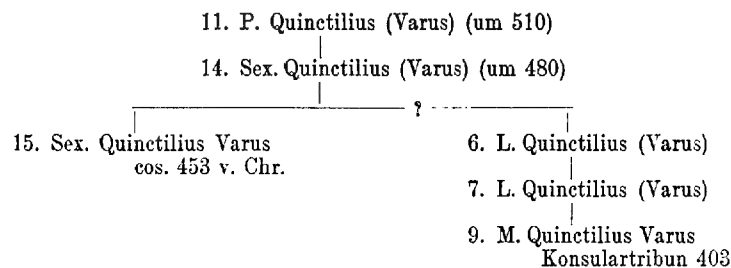 11. P. Quinctilius (Varus) (um 510)
14. Sex. Quinctilius (Varus) (um 480)
?
15. Sex. Quinctilius Varus
cos. 453 v. Chr.
6. L. Quinctilius (Varus)
7. L. Quinctilius (Varus)
9. M. Quinctilius Varus
Konsulartribun 403